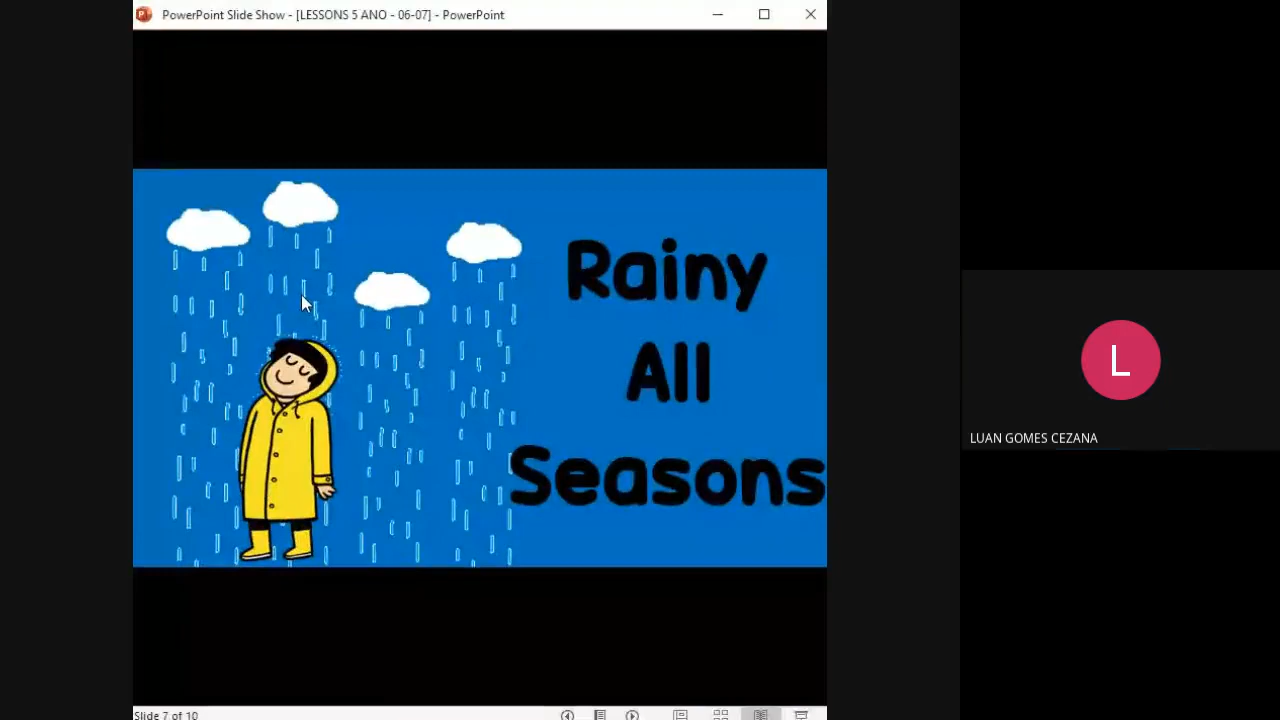 PowerPoint Slide Show - [LESSONS 5 ANO - 06-07] - PowerPoint
Rainy
All
Seasons
L
LUAN GOMES CEZANA
Slide 7 of 10